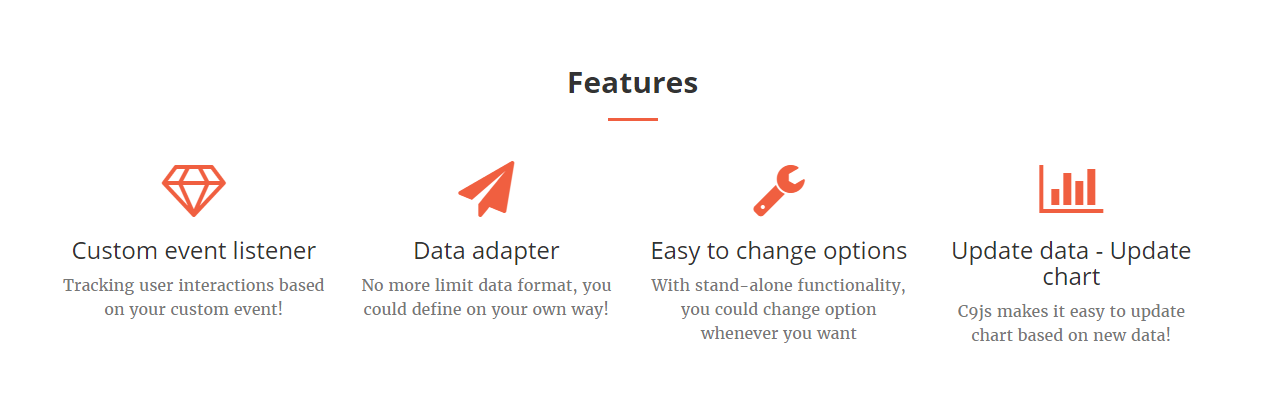 Features
Custom event listener
Tracking user interactions based
on your custom event!
Data adapter
No more limit data format, you
could define on your own way!
Easy to change options
With stand-alone functionality,
you could change option
whenever you want
Update data - Update
chart
C9js makes it easy to update
chart based on new data!